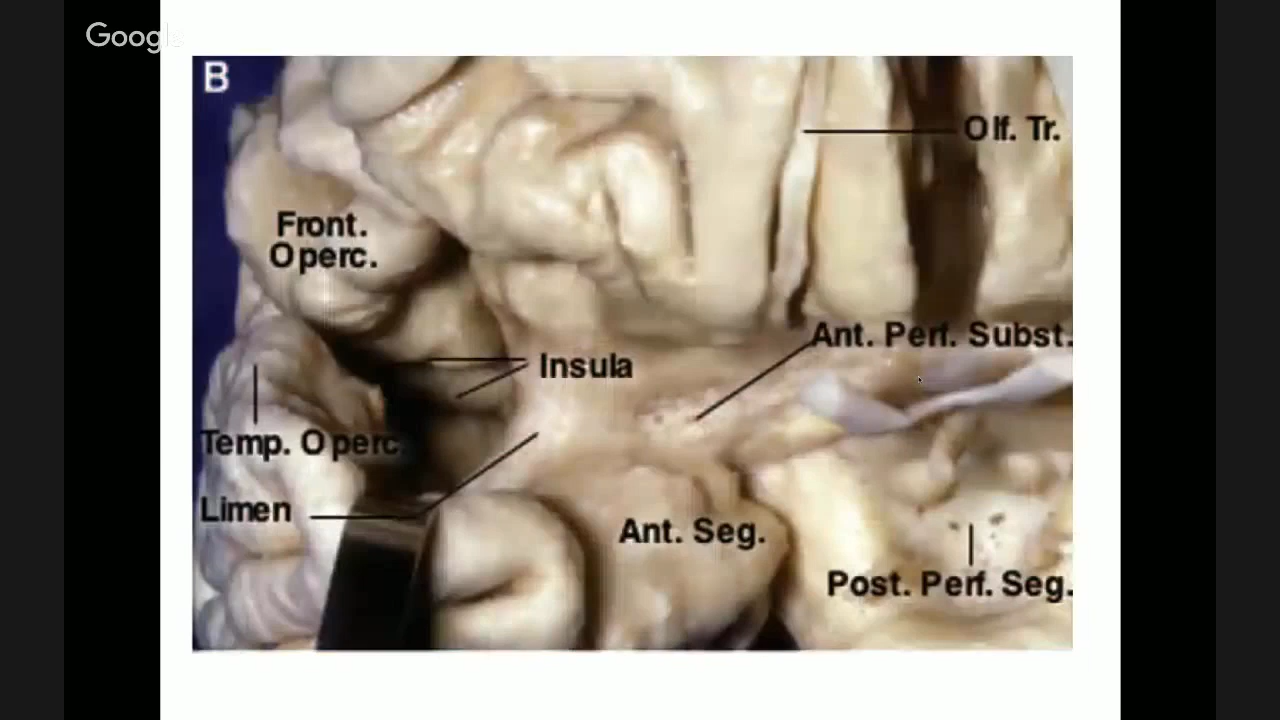 Google
B
Olf. Tr.
Front.
Operc.
Ant. Perf. Subst.
Insula
Temp. Operc.
Limen
Ant. Seg.
Post. Perf. Seg.